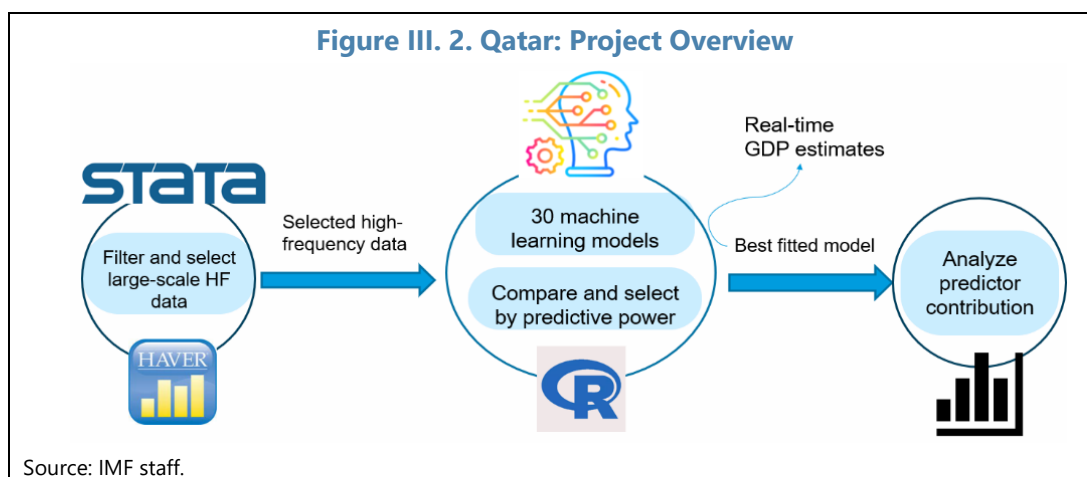 Figure III. 2. Qatar: Project Overview
STATA
Filter and select
large-scale HF
data
HAVER
Selected high-
frequency data
30 machine
learning models
Compare and select
by predictive power
R
Real-time
GDP estimates
Best fitted model
Analyze
predictor
contribution
Source: IMF staff.